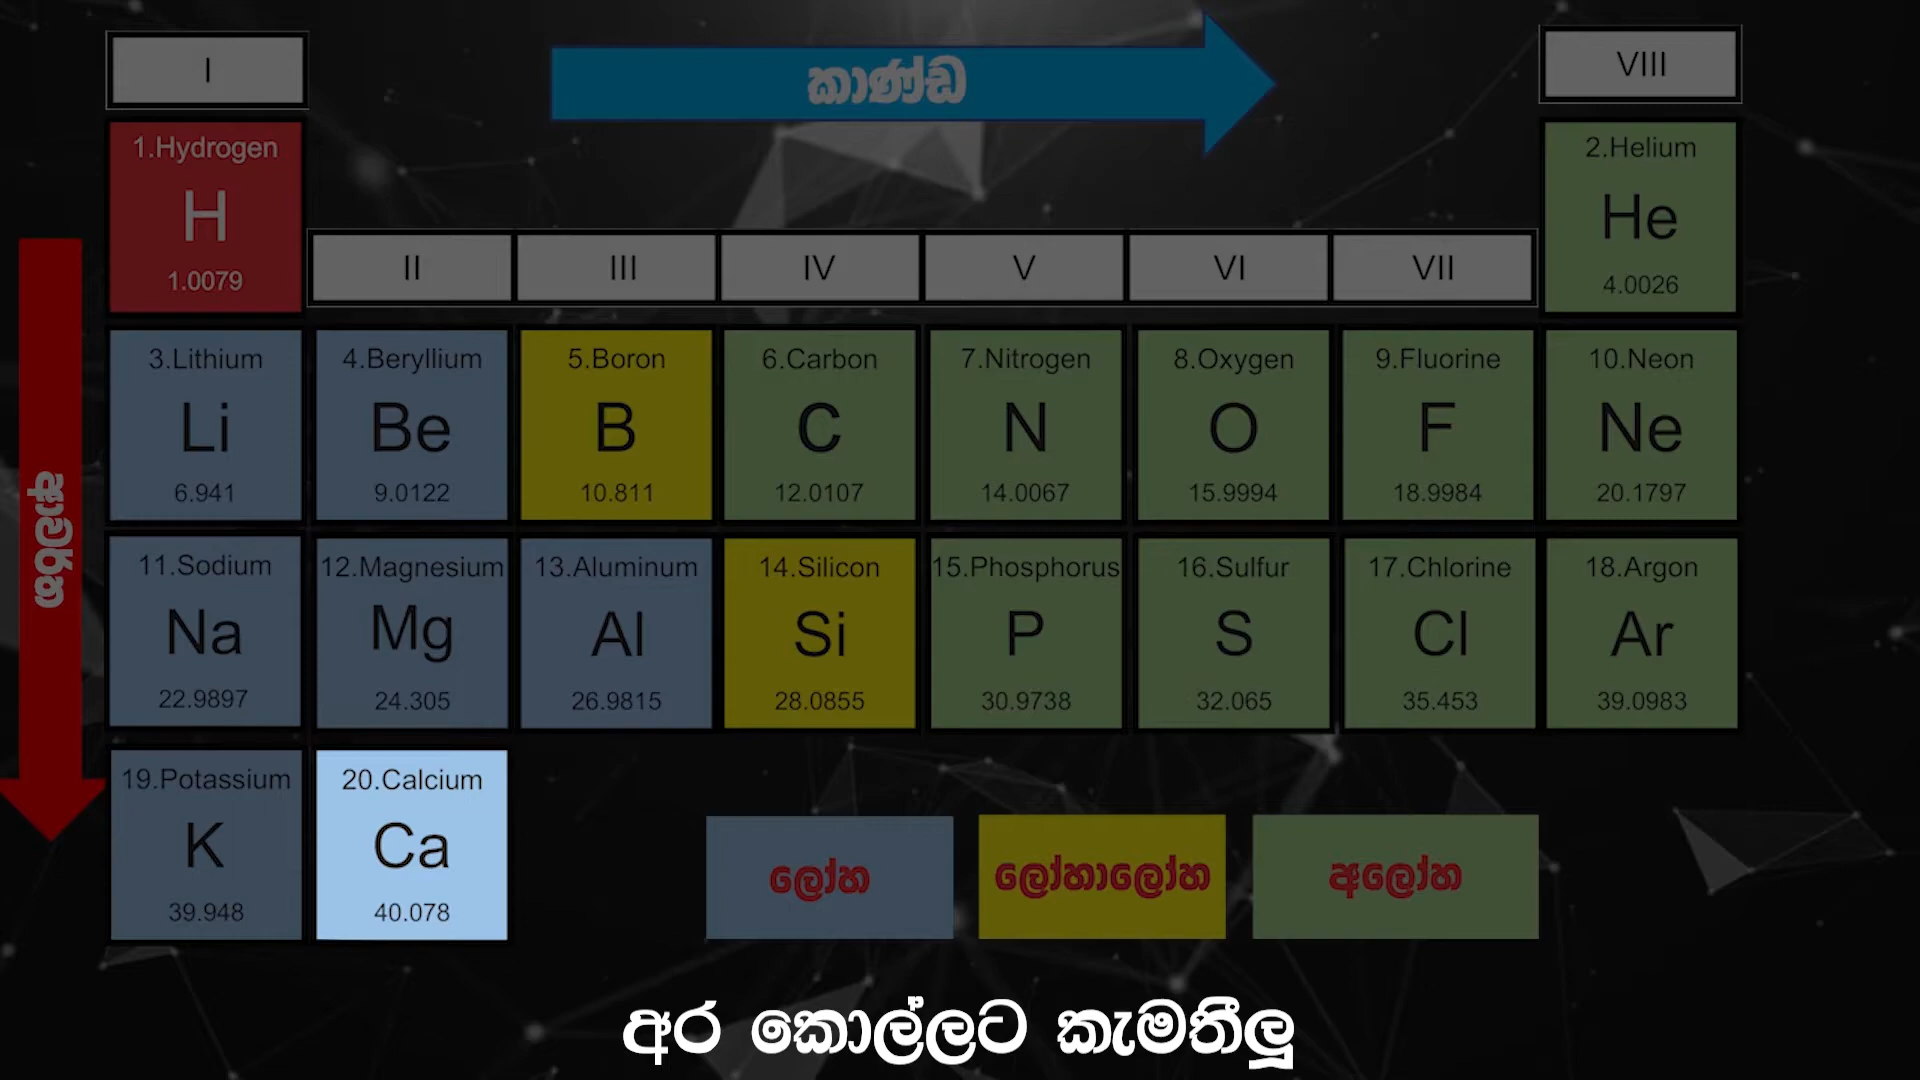 I
කාණ්ඩ
VIII
1.Hydrogen
H
1.0079
2.Helium
He
4.0026
II
III
IV
V
VI
VII
ආවර්ත
3.Lithium
Li
6.941
4.Beryllium
Be
9.0122
5.Boron
B
10.811
6.Carbon
C
12.0107
7.Nitrogen
N
14.0067
8.Oxygen
O
15.9994
9.Fluorine
F
18.9984
10.Neon
Ne
20.1797
11.Sodium
Na
22.9897
12.Magnesium
Mg
24.305
13.Aluminum
Al
26.9815
14.Silicon
Si
28.0855
15.Phosphorus
P
30.9738
16.Sulfur
S
32.065
17.Chlorine
Cl
35.453
18.Argon
Ar
39.0983
19.Potassium
K
39.948
20.Calcium
Ca
40.078
ලෝහ
ලෝහාලෝහ
අලෝහ
අර කොල්ලට කැමතීලූ